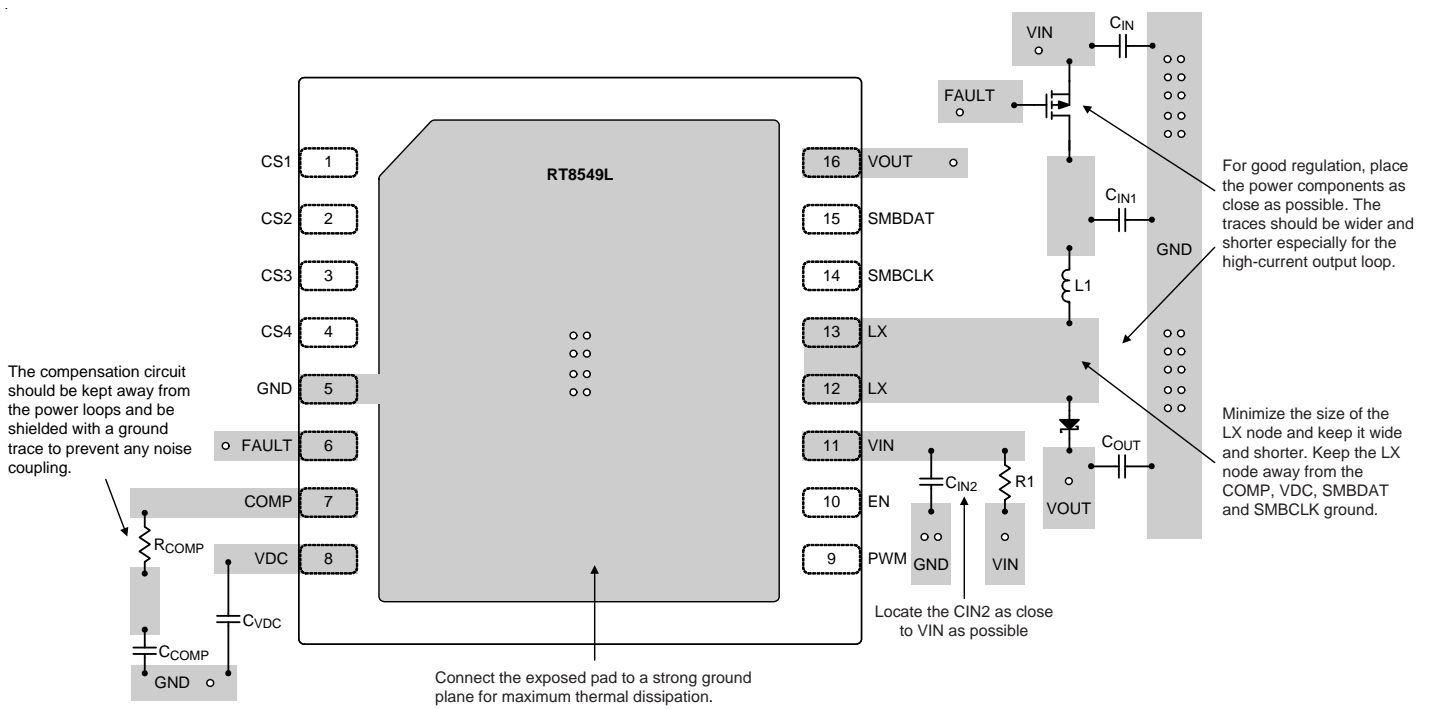 VIN
CIN
FAULT
RT8549L
CS1
1
16
VOUT
CS2
2
15
SMBDAT
CS3
3
14
SMBCLK
CS4
4
13
LX
GND
5
12
LX
FAULT
6
11
VIN
COMP
7
10
EN
VDC
8
9
PWM
For good regulation, place
the power components as
close as possible. The
traces should be wider and
shorter especially for the
high-current output loop.
CIN1
GND
L1
The compensation circuit
should be kept away from
the power loops and be
shielded with a ground
trace to prevent any noise
coupling.
Minimize the size of the
LX node and keep it wide
and shorter. Keep the LX
node away from the
COMP, VDC, SMBDAT
and SMBCLK ground.
COUT
VOUT
CIN2
R1
GND
VIN
RCOMP
CVDC
CCOMP
GND
Locate the CIN2 as close
to VIN as possible
Connect the exposed pad to a strong ground
plane for maximum thermal dissipation.